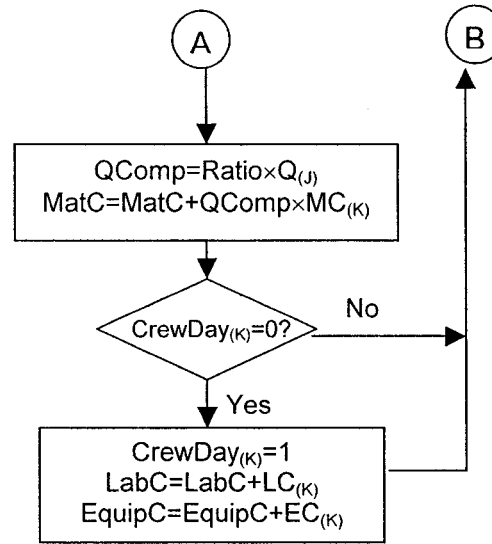 A
B
QComp=Ratio×Q(J)
MatC=MatC+QComp×MC(K)
CrewDay(K)=0?
No
Yes
CrewDay(K)=1
LabC=LabC+LC(K)
EquipC=EquipC+EC(K)